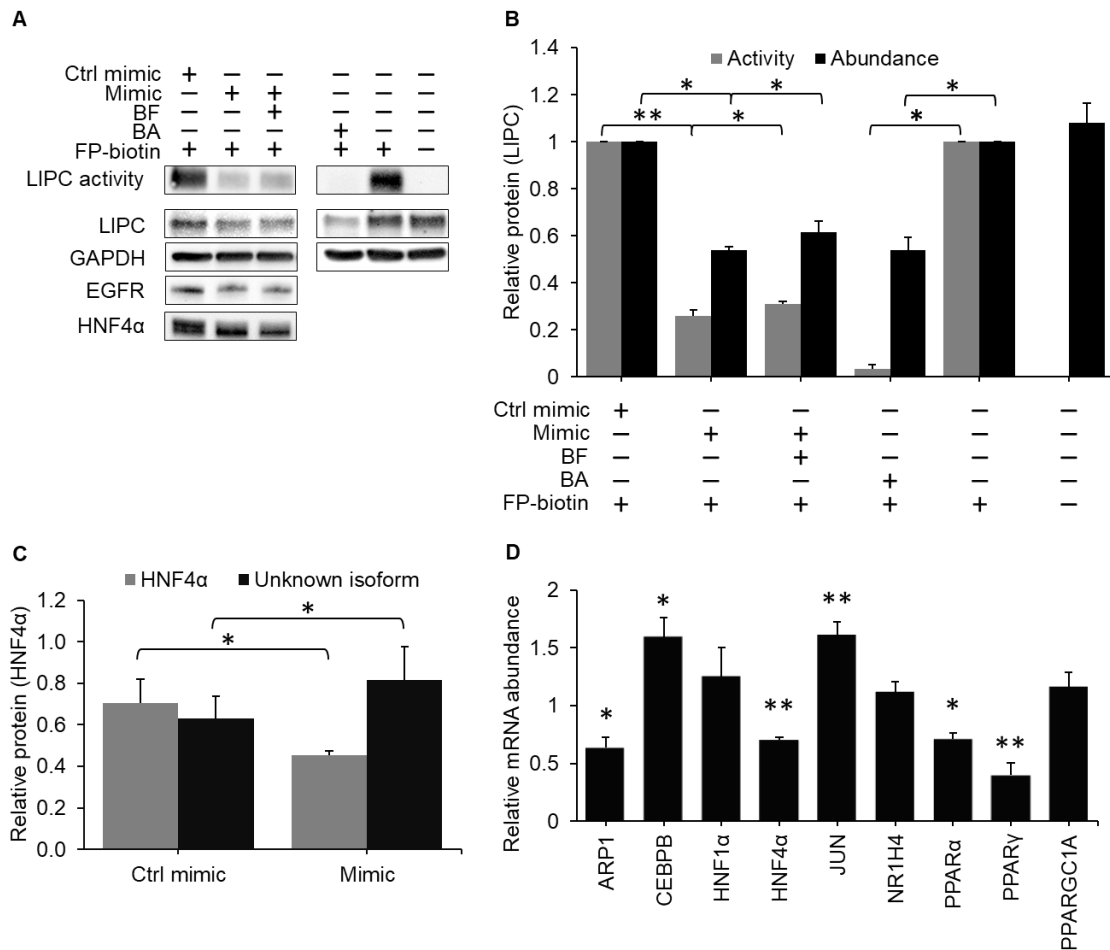 A
Ctrl mimic + − − − − −
Mimic − + + − − −
BF − − + − − −
BA − − − + − −
FP-biotin + + + + + −
LIPC activity
LIPC
GAPDH
EGFR
HNF4α
B
Relative protein (LIPC)
Activity Abundance
1.4
1.2
1
0.8
0.6
0.4
0.2
0
* *
** * *
*
Ctrl mimic + − − − − −
Mimic − + + − − −
BF − − + − − −
BA − − − + − −
FP-biotin + + + + + −
C
Relative protein (HNF4α)
HNF4α Unknown isoform
1.2
1.0
0.8
0.6
0.4
0.2
0.0
*
*
Ctrl mimic Mimic
D
Relative mRNA abundance
2
1.5
1
0.5
0
* * ** ** * **
ARP1
CEBPB
HNF1α
HNF4α
JUN
NR1H4
PPARα
PPARγ
PPARGC1A